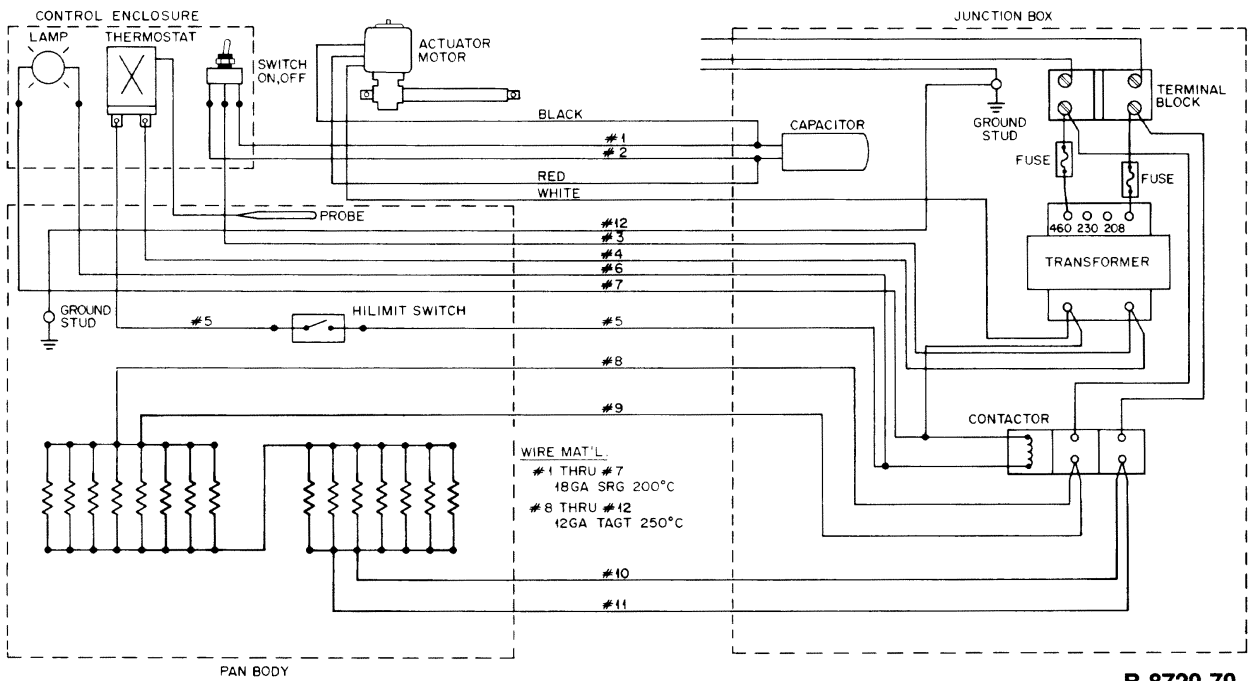 CONTROL ENCLOSURE
JUNCTION BOX
LAMP
THERMOSTAT
SWITCH
ON,OFF
ACTUATOR
MOTOR
TERMINAL
BLOCK
BLACK
CAPACITOR
GROUND
STUD
#1
#2
FUSE
FUSE
RED
WHITE
PROBE
#12
#3
#4
#6
#7
460 230 208
TRANSFORMER
GROUND
STUD
#5
HILIMIT SWITCH
#5
#8
#9
CONTACTOR
WIRE MAT'L.
#1 THRU #7
18GA SRG 200°C
#8 THRU #12
12GA TAGT 250°C
#10
#11
PAN BODY